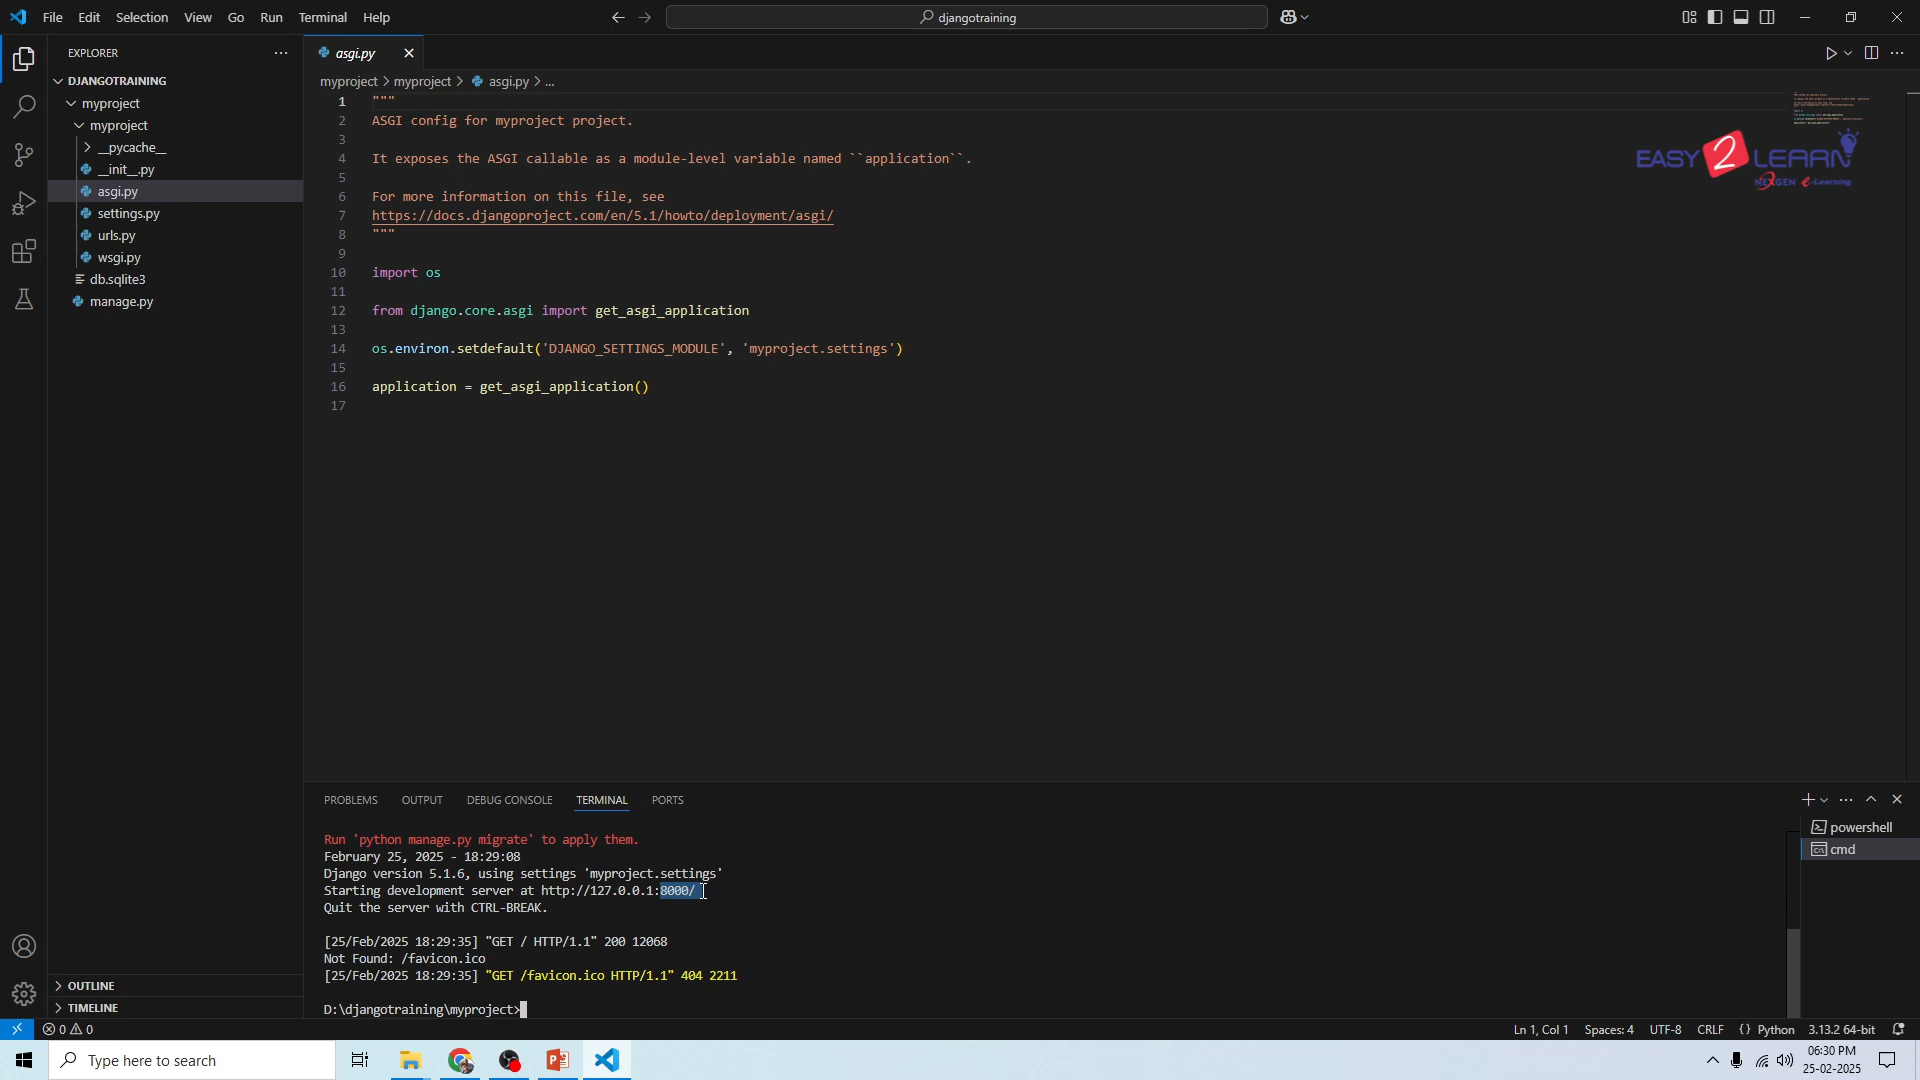 File Edit Selection View Go Run Terminal Help
djangotraining
EXPLORER
DJANGOTRAINING
myproject
myproject
__pycache__
__init__.py
asgi.py
settings.py
urls.py
wsgi.py
db.sqlite3
manage.py
OUTLINE
TIMELINE
asgi.py
myproject > myproject > asgi.py > ...
1 """
2 ASGI config for myproject project.
3
4 It exposes the ASGI callable as a module-level variable named ``application``.
5
6 For more information on this file, see
7 https://docs.djangoproject.com/en/5.1/howto/deployment/asgi/
8 """
9
10 import os
11
12 from django.core.asgi import get_asgi_application
13
14 os.environ.setdefault('DJANGO_SETTINGS_MODULE', 'myproject.settings')
15
16 application = get_asgi_application()
17
EASY 2 LEARN
NEXGEN e-Learning
PROBLEMS OUTPUT DEBUG CONSOLE TERMINAL PORTS
Run 'python manage.py migrate' to apply them.
February 25, 2025 - 18:29:08
Django version 5.1.6, using settings 'myproject.settings'
Starting development server at http://127.0.0.1:8000/
Quit the server with CTRL-BREAK.
[25/Feb/2025 18:29:35] "GET / HTTP/1.1" 200 12068
Not Found: /favicon.ico
[25/Feb/2025 18:29:35] "GET /favicon.ico HTTP/1.1" 404 2211
D:\djangotraining\myproject>
powershell
cmd
0 0
Ln 1, Col 1 Spaces: 4 UTF-8 CRLF {} Python 3.13.2 64-bit
Type here to search
06:30 PM
25-02-2025